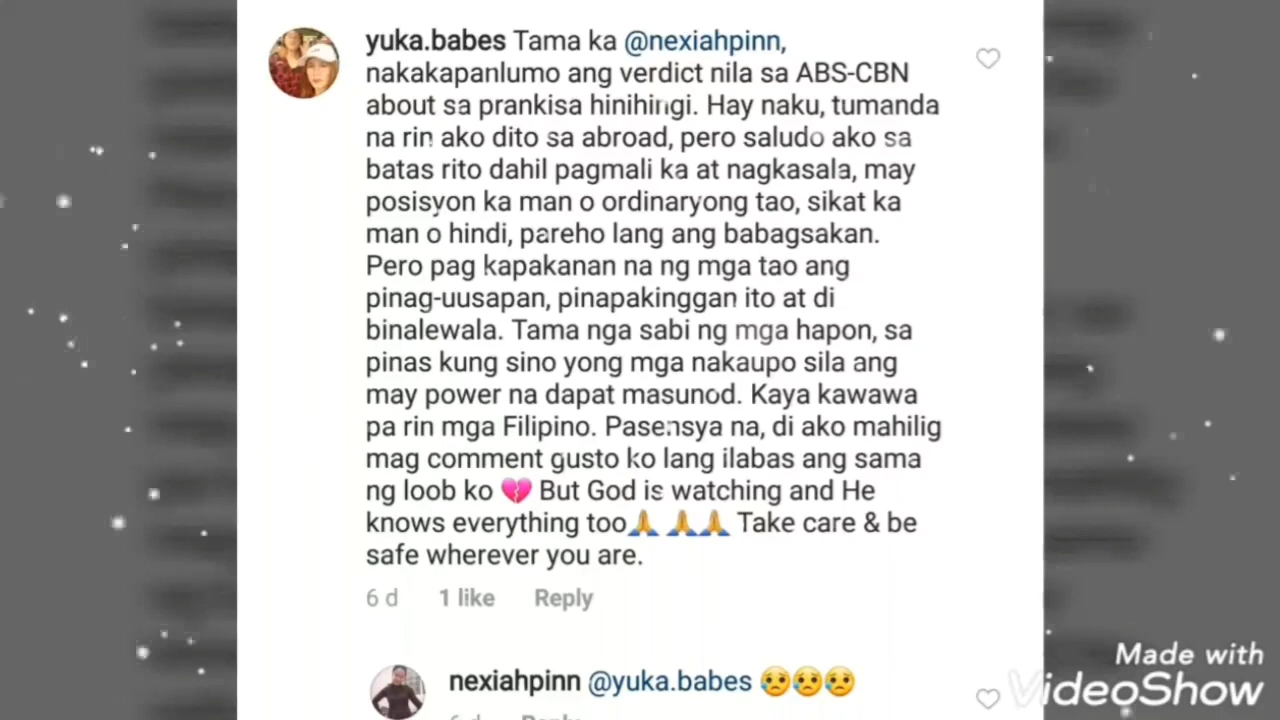 yuka.babes Tama ka @nexiahpinn,
nakakapanlumo ang verdict nila sa ABS-CBN
about sa prankisa hinihingi. Hay naku, tumanda
na rin ako dito sa abroad, pero saludo ako sa
batas rito dahil pagmali ka at nagkasala, may
posisyon ka man o ordinaryong tao, sikat ka
man o hindi, pareho lang ang babagsakan.
Pero pag kapakanan na ng mga tao ang
pinag-uusapan, pinapakinggan ito at di
binalewala. Tama nga sabi ng mga hapon, sa
pinas kung sino yong mga nakaupo sila ang
may power na dapat masunod. Kaya kawawa
pa rin mga Filipino. Pasensya na, di ako mahilig
mag comment gusto ko lang ilabas ang sama
ng loob ko 💔 But God is watching and He
knows everything too🙏 🙏🙏 Take care & be
safe wherever you are.
6 d 1 like Reply
nexiahpinn @yuka.babes 😥😥😥
Made with
VideoShow